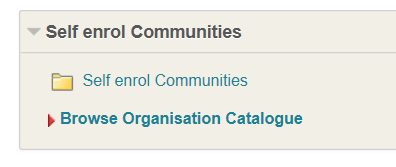 Self enrol Communities
Self enrol Communities
Browse Organisation Catalogue